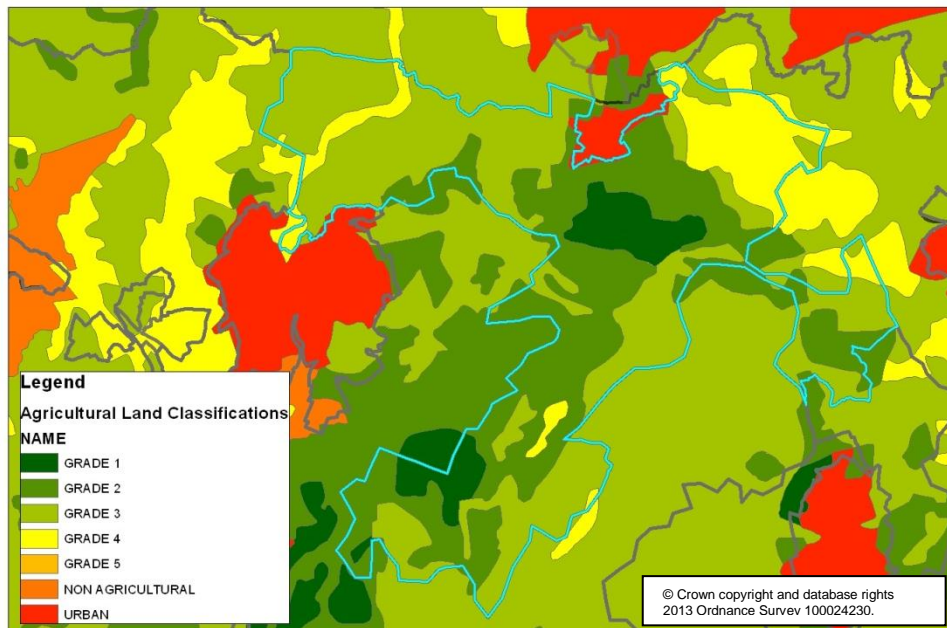 Legend
Agricultural Land Classifications
NAME
GRADE 1
GRADE 2
GRADE 3
GRADE 4
GRADE 5
NON AGRICULTURAL
URBAN
© Crown copyright and database rights
2013 Ordnance Survev 100024230.